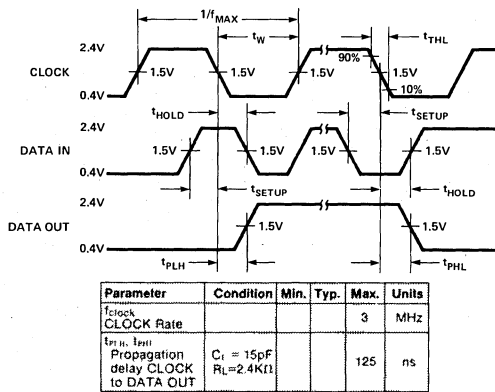 1/fMAX
tW
tTHL
2.4V
90%
CLOCK
1.5V
1.5V
1.5V
1.5V
10%
0.4V
tHOLD
tSETUP
2.4V
DATA IN
1.5V
1.5V
1.5V
1.5V
0.4V
tSETUP
tHOLD
2.4V
DATA OUT
1.5V
1.5V
0.4V
tPLH
tPHL
Parameter Condition Min. Typ. Max. Units
fclock
CLOCK Rate 3 MHz
tPLH, tPHL
Propagation
delay CLOCK CL = 15pF 125 ns
to DATA OUT RL=2.4KΩ